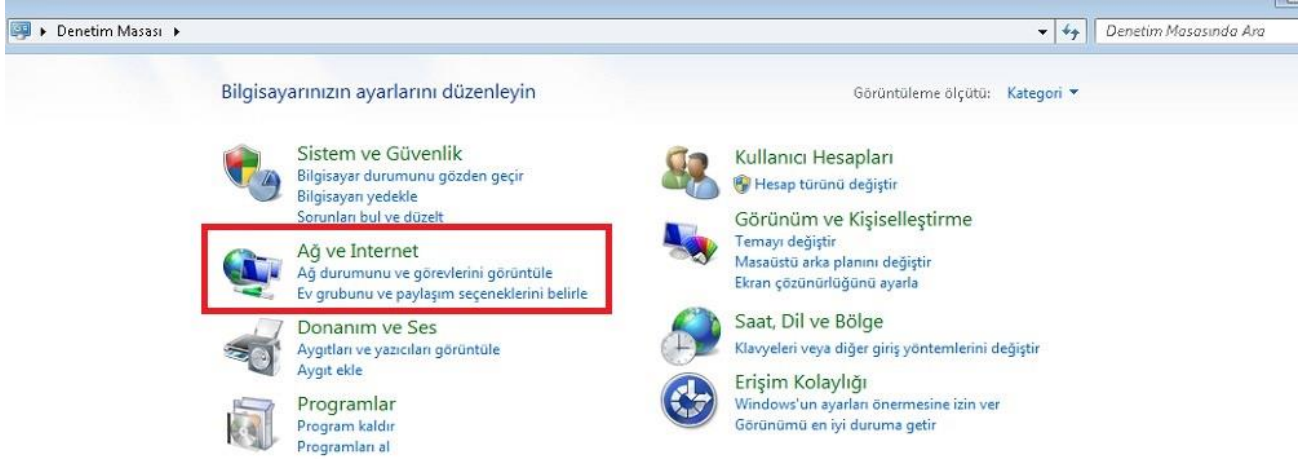 Denetim Masası
Denetim Masasında Ara
Bilgisayarınızın ayarlarını düzenleyin
Görüntüleme ölçütü: Kategori
Sistem ve Güvenlik
Bilgisayar durumunu gözden geçir
Bilgisayarı yedekle
Sorunları bul ve düzelt
Ağ ve Internet
Ağ durumunu ve görevlerini görüntüle
Ev grubunu ve paylaşım seçeneklerini belirle
Donanım ve Ses
Aygıtları ve yazıcıları görüntüle
Aygıt ekle
Programlar
Program kaldır
Programları al
Kullanıcı Hesapları
Hesap türünü değiştir
Görünüm ve Kişiselleştirme
Temayı değiştir
Masaüstü arka planını değiştir
Ekran çözünürlüğünü ayarla
Saat, Dil ve Bölge
Klavyeleri veya diğer giriş yöntemlerini değiştir
Erişim Kolaylığı
Windows'un ayarları önermesine izin ver
Görünümü en iyi duruma getir